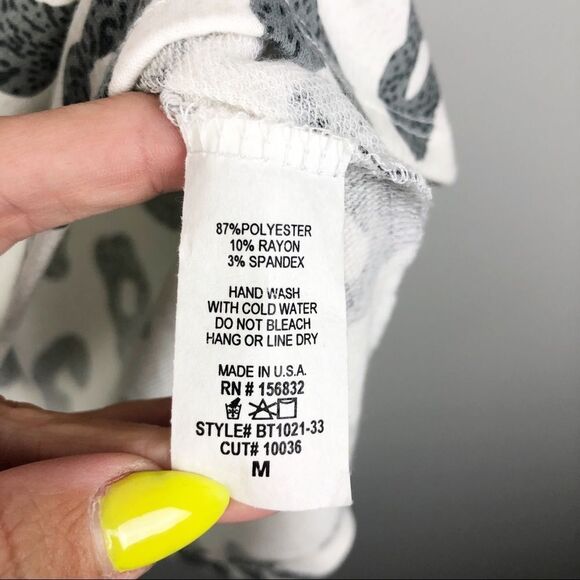 87%POLYESTER
10% RAYON
3% SPANDEX
HAND WASH
WITH COLD WATER
DO NOT BLEACH
HANG OR LINE DRY
MADE IN U.S.A.
RN # 156832
STYLE# BT1021-33
CUT# 10036
M